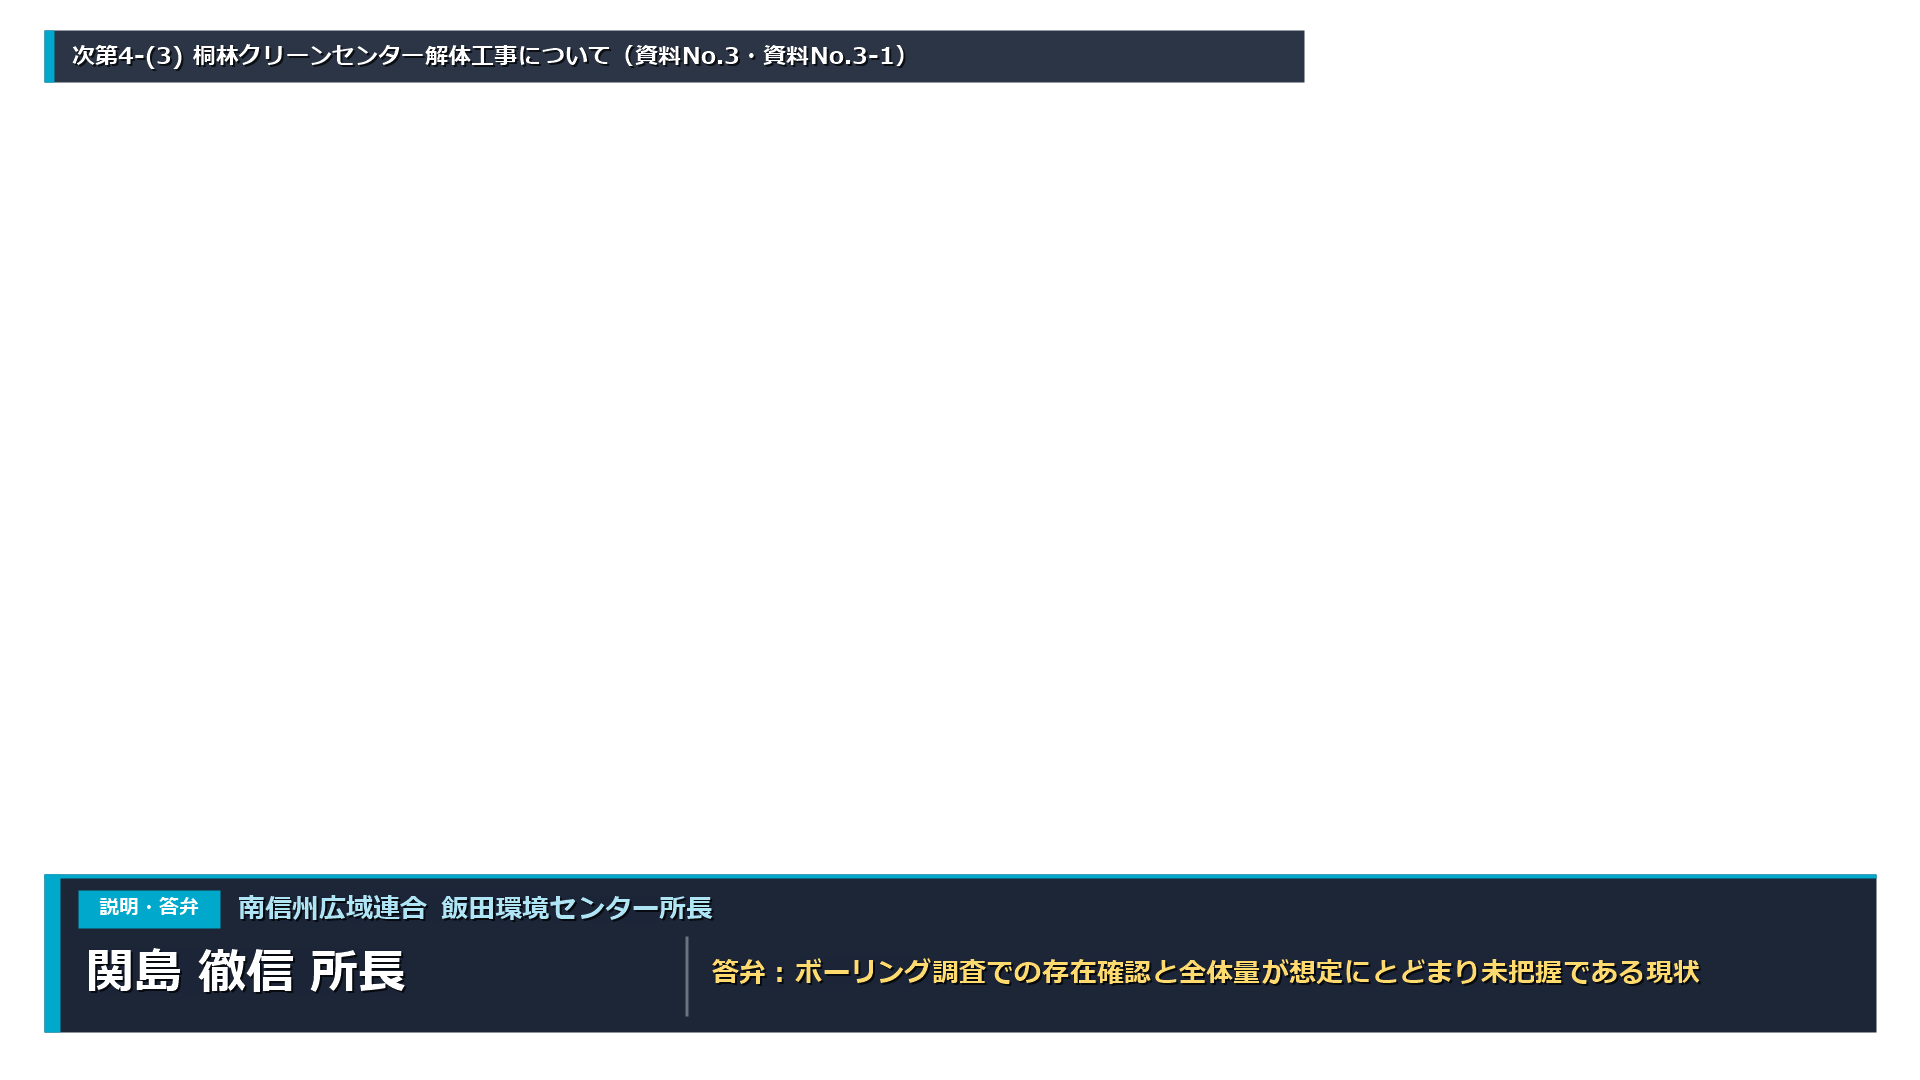 次第4-(3) 桐林クリーンセンター解体工事について（資料No.3・資料No.3-1）
説明・答弁
南信州広域連合 飯田環境センター所長
関島 徹信 所長
答弁：ボーリング調査での存在確認と全体量が想定にとどまり未把握である現状